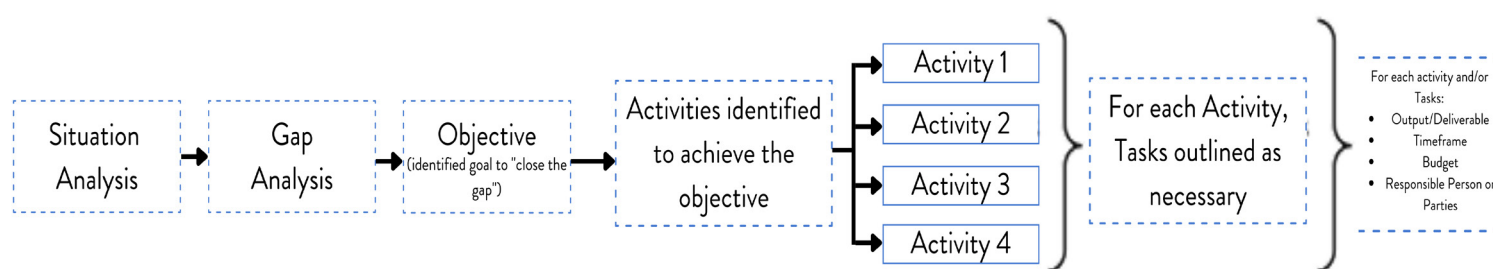 Situation
Analysis
Gap
Analysis
Objective
(identified goal to "close the
gap")
Activities identified
to achieve the
objective
Activity 1
Activity 2
Activity 3
Activity 4
For each Activity,
Tasks outlined as
necessary
For each activity and/or
Tasks:
• Output/Deliverable
• Timeframe
• Budget
• Responsible Person or
Parties